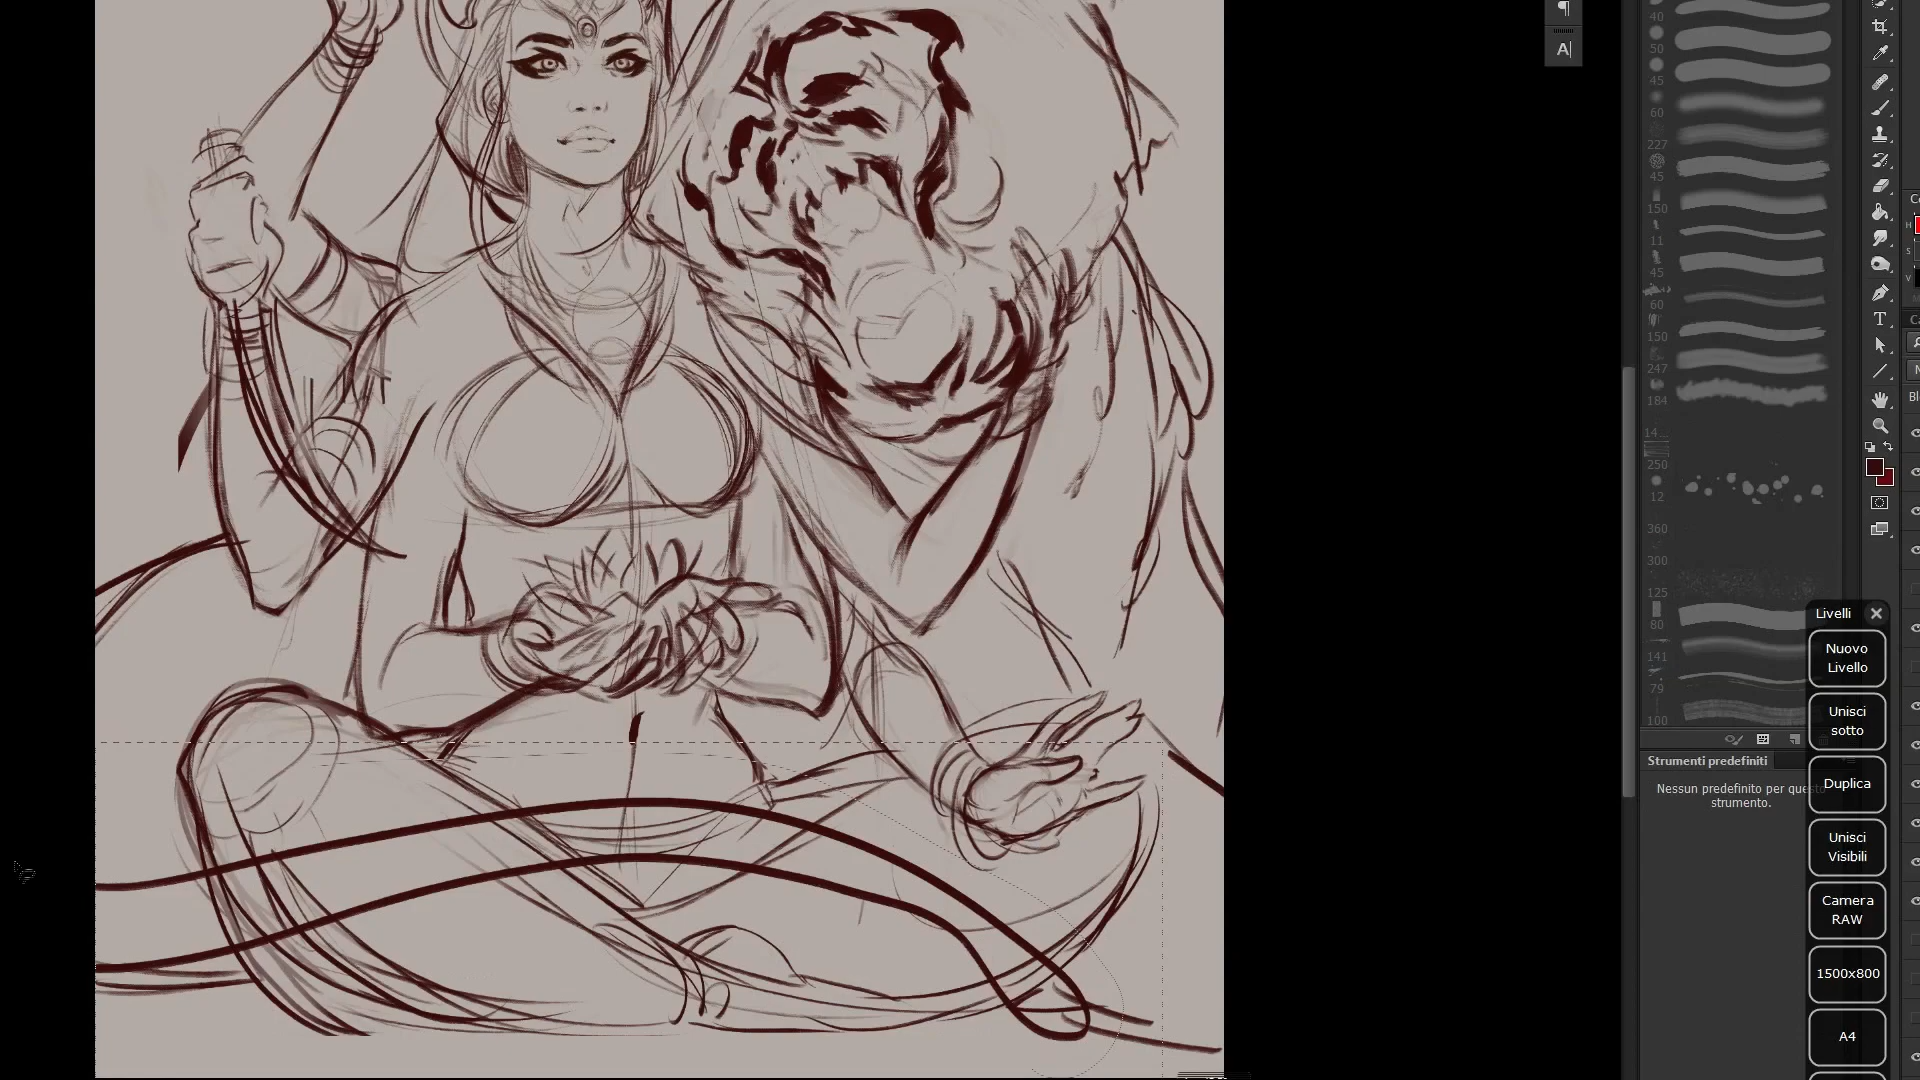 ¶
A|
40
50
45
60
227
45
150
11
45
60
150
247
184
14...
250
12
360
300
125
80
141
79
100
T
H
S
V
Strumenti predefiniti
Nessun predefinito per questo
strumento.
Livelli
Nuovo
Livello
Unisci
sotto
Duplica
Unisci
Visibili
Camera
RAW
1500x800
A4